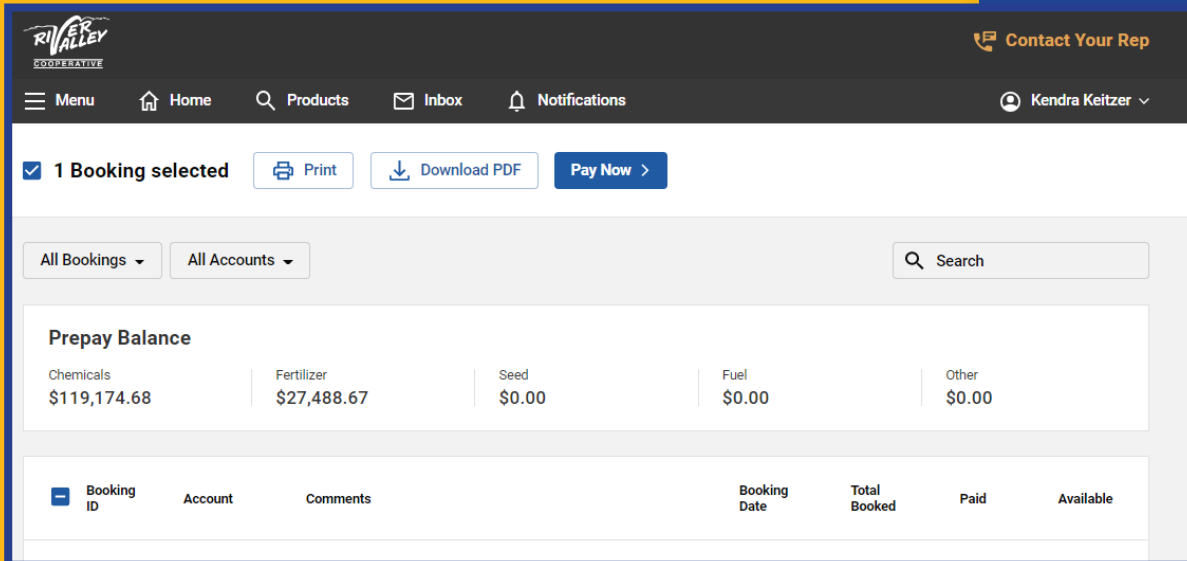 RIVER
VALLEY
COOPERATIVE
Contact Your Rep
Menu Home Products Inbox Notifications Kendra Keitzer
1 Booking selected Print Download PDF Pay Now >
All Bookings All Accounts Search
Prepay Balance
Chemicals Fertilizer Seed Fuel Other
$119,174.68 $27,488.67 $0.00 $0.00 $0.00
Booking ID Account Comments Booking Date Total Booked Paid Available